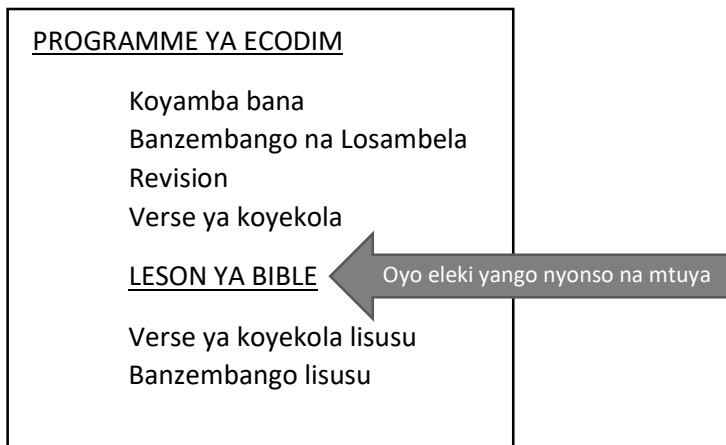 PROGRAMME YA ECODIM
Koyamba bana
Banzembango na Losambela
Revision
Verse ya koyekola
LESON YA BIBLE
Oyo eleki yango nyonso na mtuya
Verse ya koyekola lisusu
Banzembango lisusu